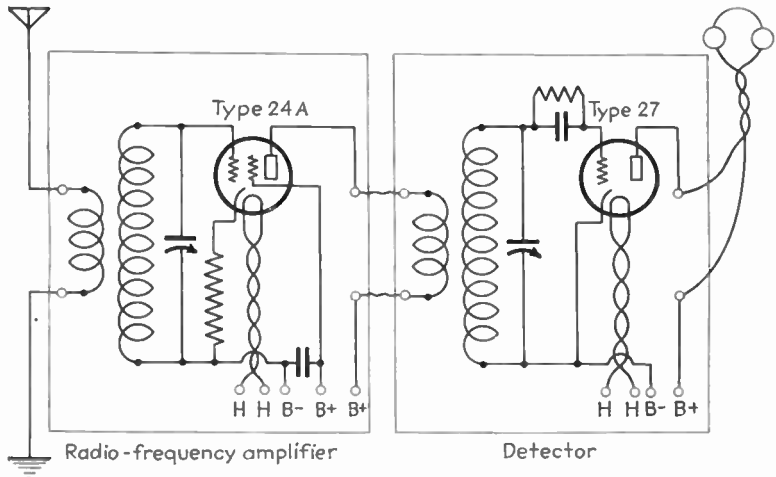 Type 24A
Type 27
H H B- B+ B+
H H B- B+
Radio-frequency amplifier
Detector